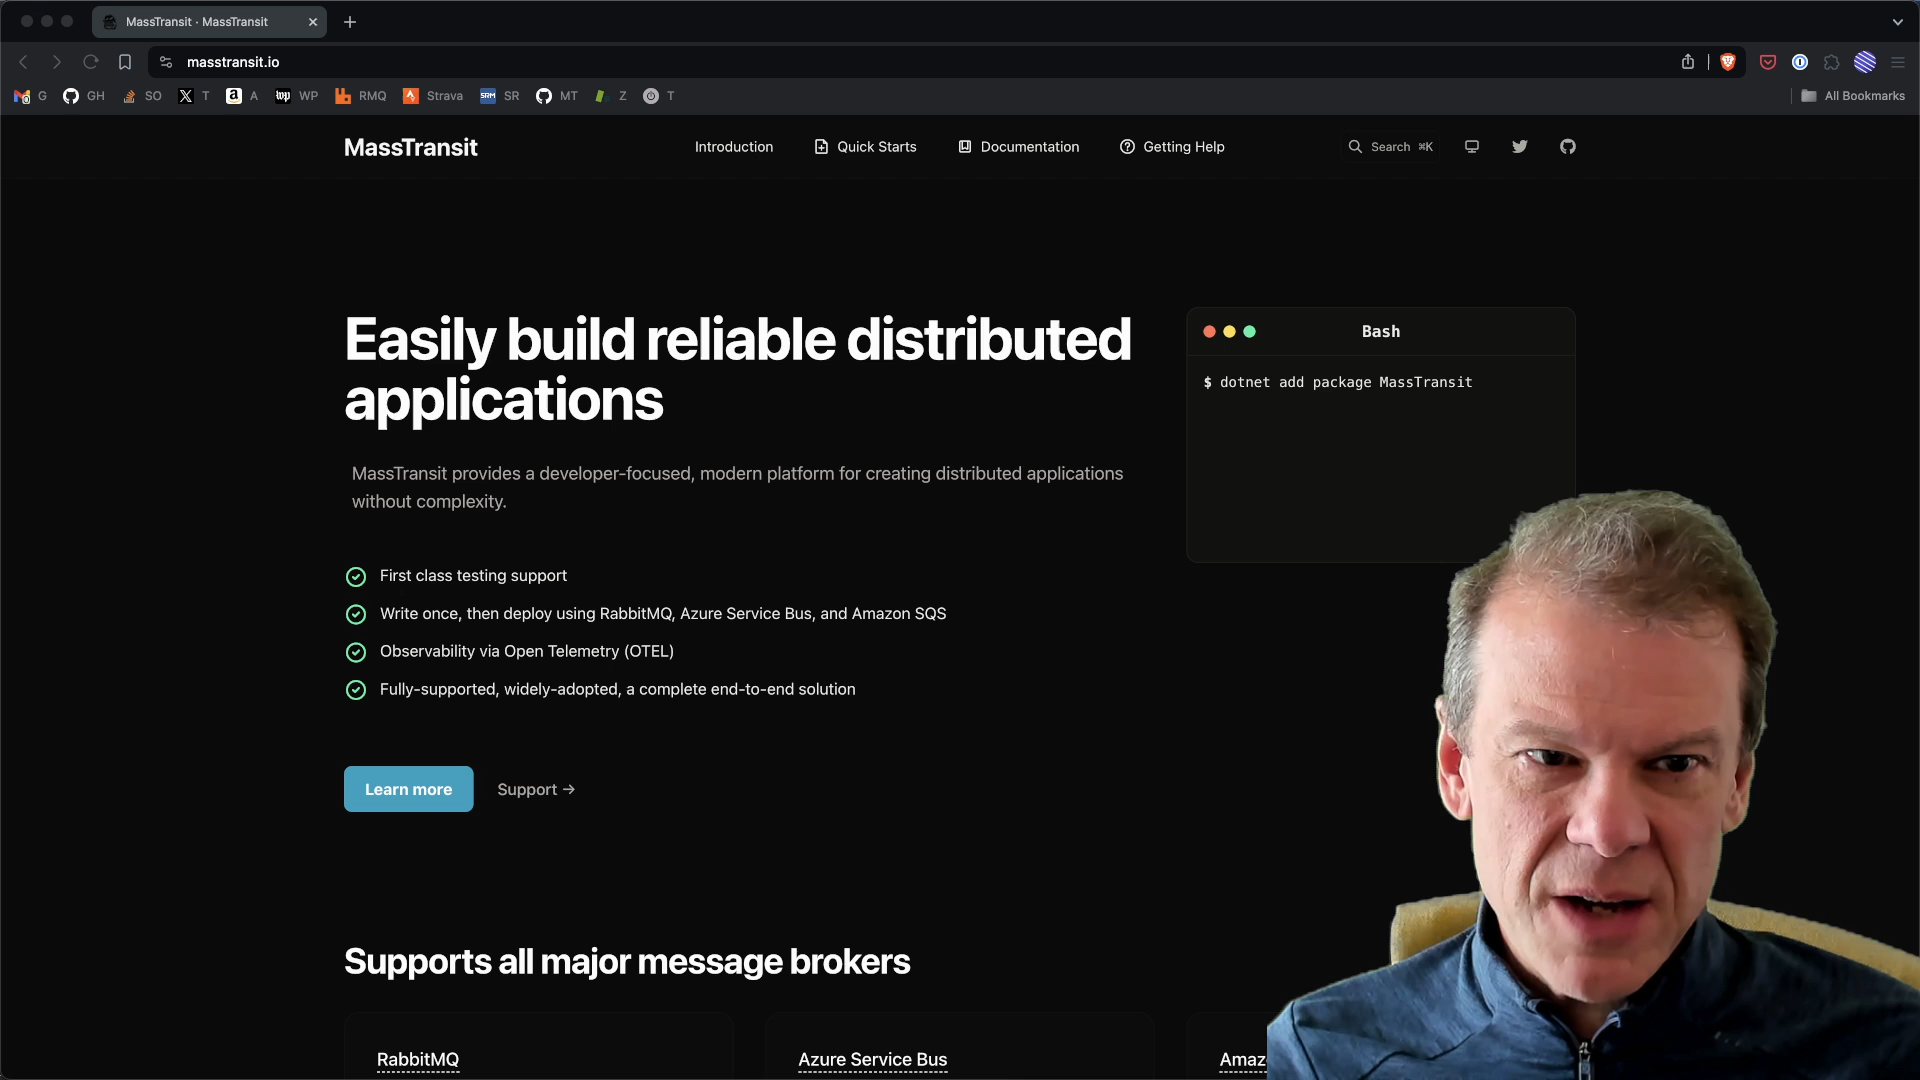 MassTransit · MassTransit
masstransit.io
G GH SO T A WP RMQ Strava SR MT Z T
All Bookmarks
MassTransit
Introduction
Quick Starts
Documentation
Getting Help
Search ⌘K
Easily build reliable distributed
applications
MassTransit provides a developer-focused, modern platform for creating distributed applications
without complexity.
First class testing support
Write once, then deploy using RabbitMQ, Azure Service Bus, and Amazon SQS
Observability via Open Telemetry (OTEL)
Fully-supported, widely-adopted, a complete end-to-end solution
Learn more
Support →
Bash
$ dotnet add package MassTransit
Supports all major message brokers
RabbitMQ
Azure Service Bus
Amaz